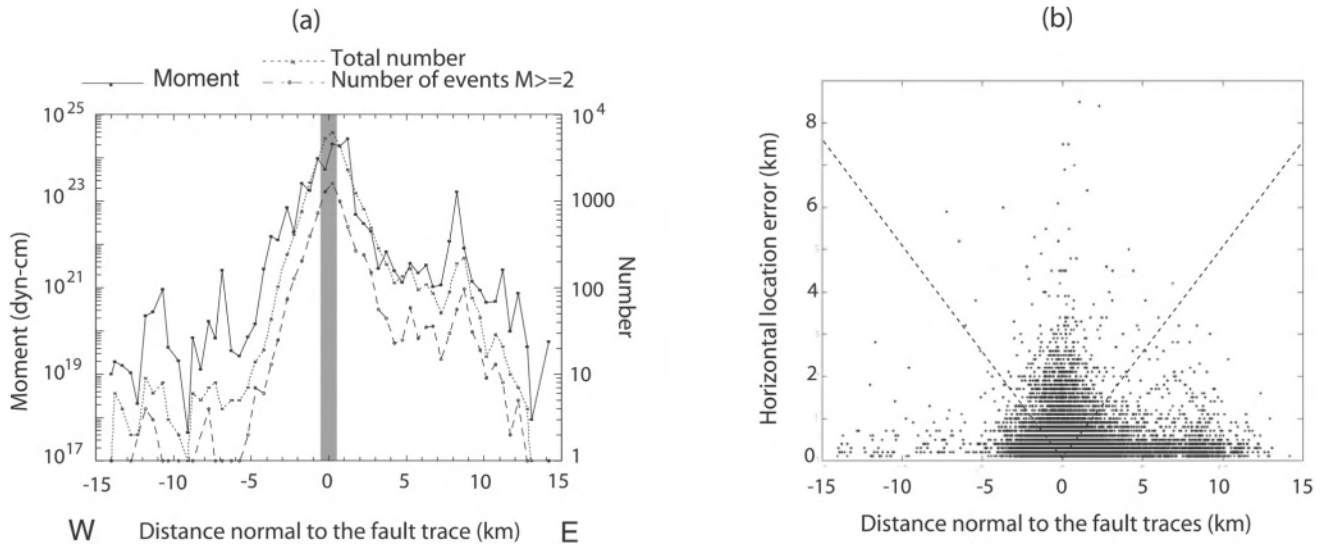 (a)
Moment
Total number
Number of events M>=2
10^25
10^23
10^21
10^19
10^17
10^4
1000
100
10
1
Moment (dyn-cm)
Number
-15
-10
-5
0
5
10
15
W
Distance normal to the fault trace (km)
E
(b)
8
6
4
2
0
Horizontal location error (km)
-15
-10
-5
0
5
10
15
Distance normal to the fault traces (km)